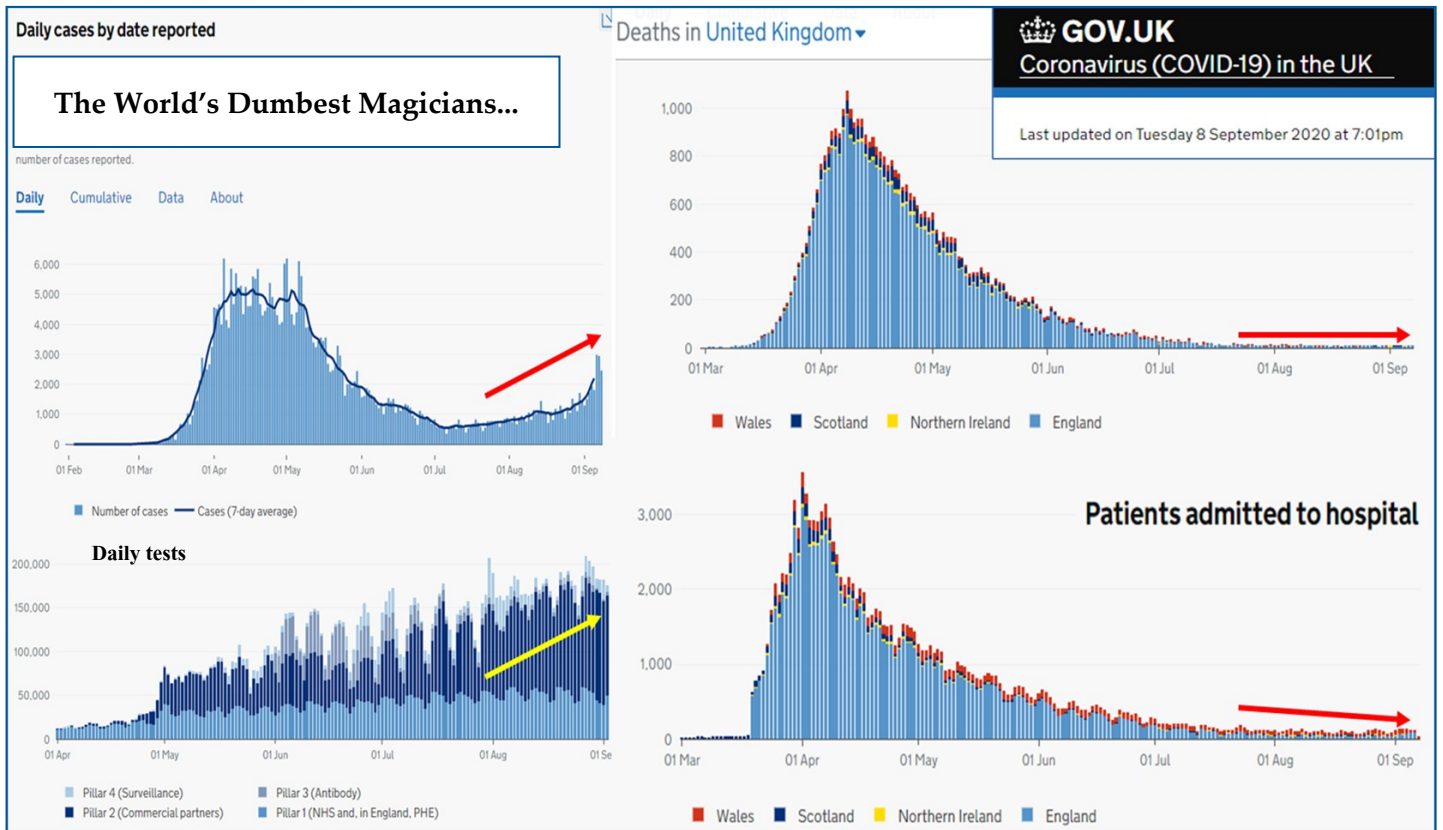 Daily cases by date reported
The World's Dumbest Magicians...
number of cases reported.
Daily Cumulative Data About
6,000
5,000
4,000
3,000
2,000
1,000
0
01 Feb 01 Mar 01 Apr 01 May 01 Jun 01 Jul 01 Aug 01 Sep
Number of cases Cases (7-day average)
Daily tests
200,000
150,000
100,000
50,000
0
01 Apr 01 May 01 Jun 01 Jul 01 Aug 01 Se
Pillar 4 (Surveillance) Pillar 3 (Antibody)
Pillar 2 (Commercial partners) Pillar 1 (NHS and, in England, PHE)
Deaths in United Kingdom
GOV.UK
Coronavirus (COVID-19) in the UK
Last updated on Tuesday 8 September 2020 at 7:01pm
1,000
800
600
400
200
0
01 Mar 01 Apr 01 May 01 Jun 01 Jul 01 Aug 01 Sep
Wales Scotland Northern Ireland England
Patients admitted to hospital
3,000
2,000
1,000
0
01 Mar 01 Apr 01 May 01 Jun 01 Jul 01 Aug 01 Sep
Wales Scotland Northern Ireland England